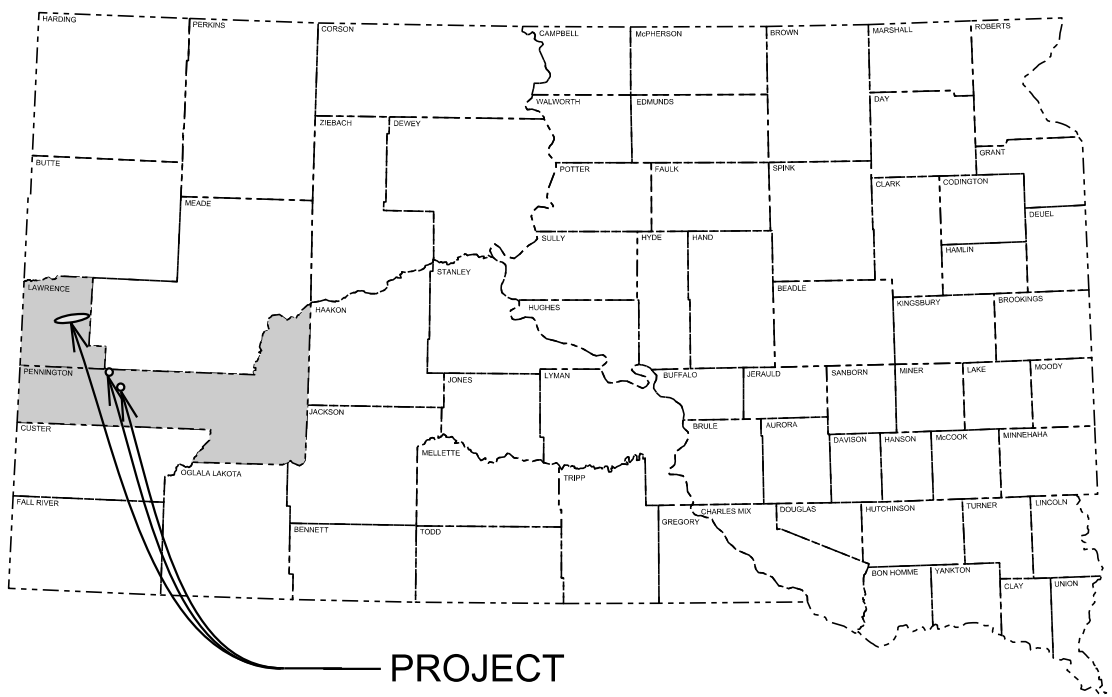 HARDING
PERKINS
CORSON
CAMPBELL
McPHERSON
BROWN
MARSHALL
ROBERTS
WALWORTH
EDMUNDS
DAY
ZIEBACH
DEWEY
GRANT
BUTTE
POTTER
FAULK
SPINK
CLARK
CODINGTON
MEADE
DEUEL
SULLY
HYDE
HAND
HAMLIN
STANLEY
LAWRENCE
BEADLE
HAAKON
HUGHES
KINGSBURY
BROOKINGS
PENNINGTON
JONES
LYMAN
BUFFALO
JERAULD
SANBORN
MINER
LAKE
MOODY
JACKSON
CUSTER
BRULE
AURORA
DAVISON
HANSON
McCOOK
MINNEHAHA
MELLETTE
OGLALA LAKOTA
TRIPP
FALL RIVER
GREGORY
CHARLES MIX
DOUGLAS
HUTCHINSON
TURNER
LINCOLN
BENNETT
TODD
BON HOMME
YANKTON
CLAY
UNION
PROJECT